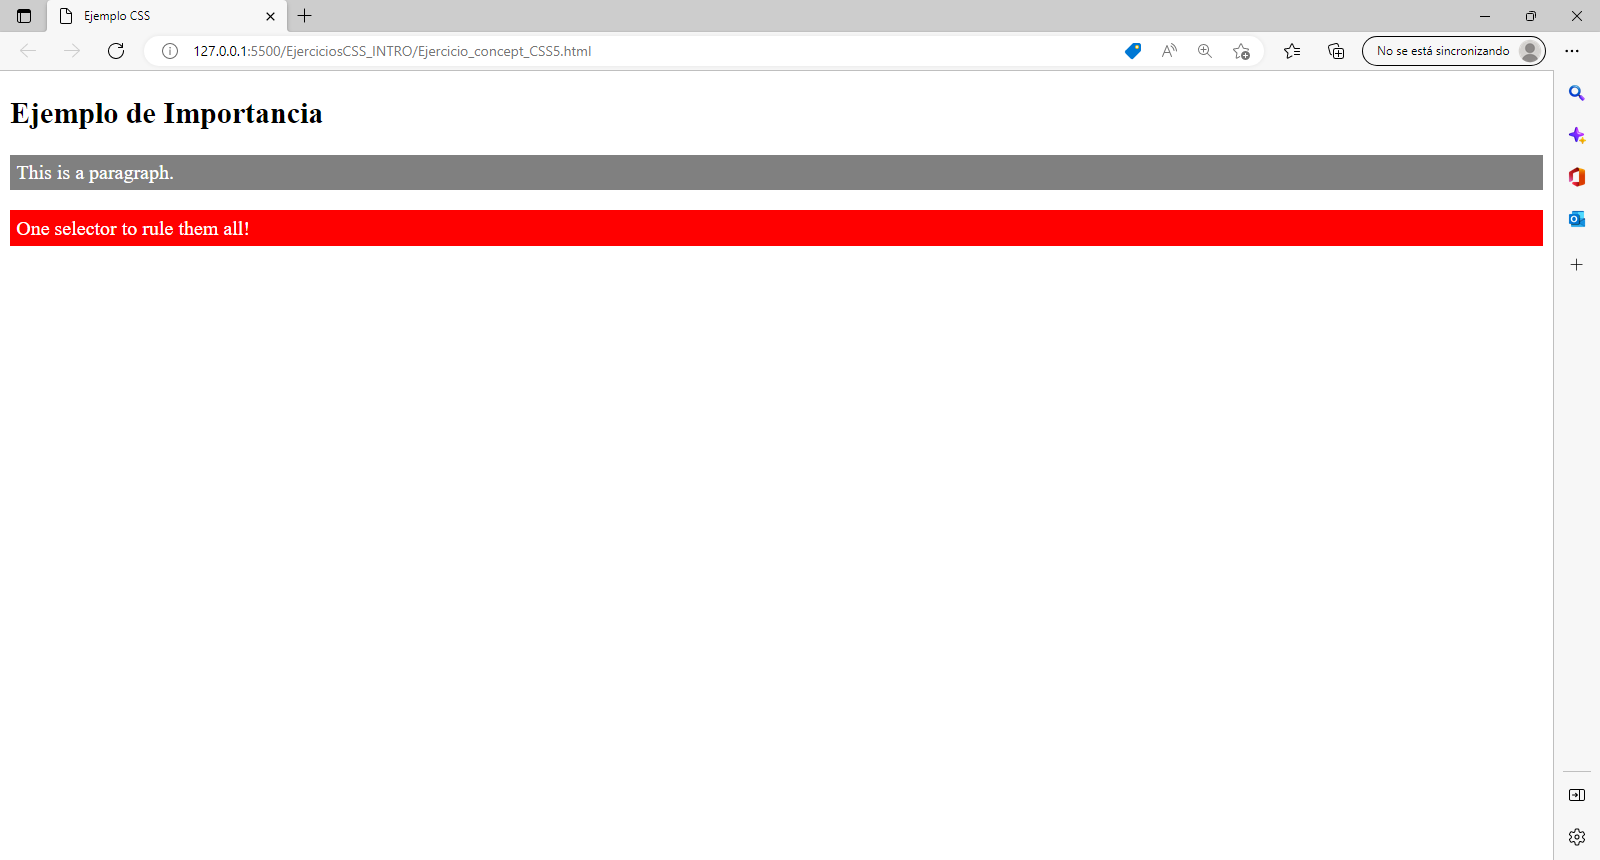 Ejemplo CSS
127.0.0.1:5500/EjerciciosCSS_INTRO/Ejercicio_concept_CSS5.html
No se está sincronizando
Ejemplo de Importancia
This is a paragraph.
One selector to rule them all!